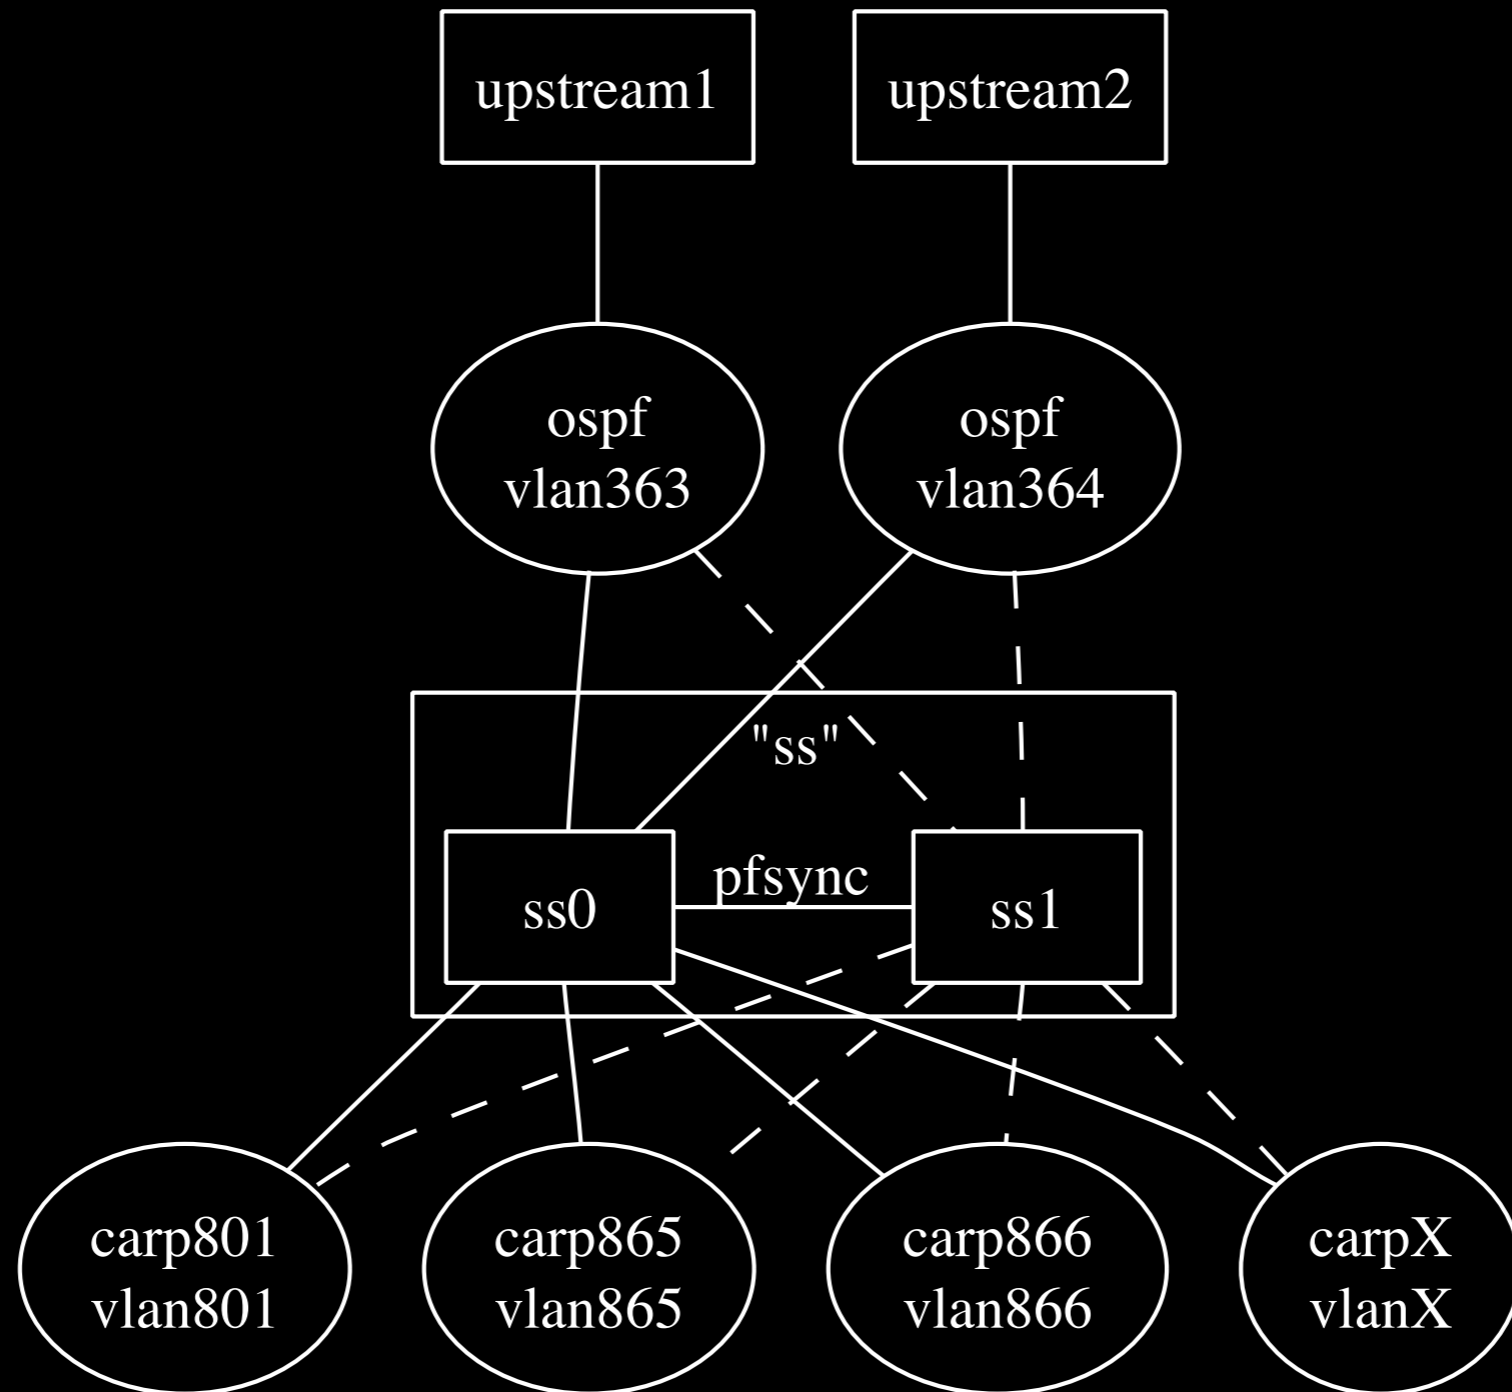 upstream1
upstream2
ospf
vlan363
ospf
vlan364
"ss"
pfsync
ss0
ss1
carp801
vlan801
carp865
vlan865
carp866
vlan866
carpX
vlanX